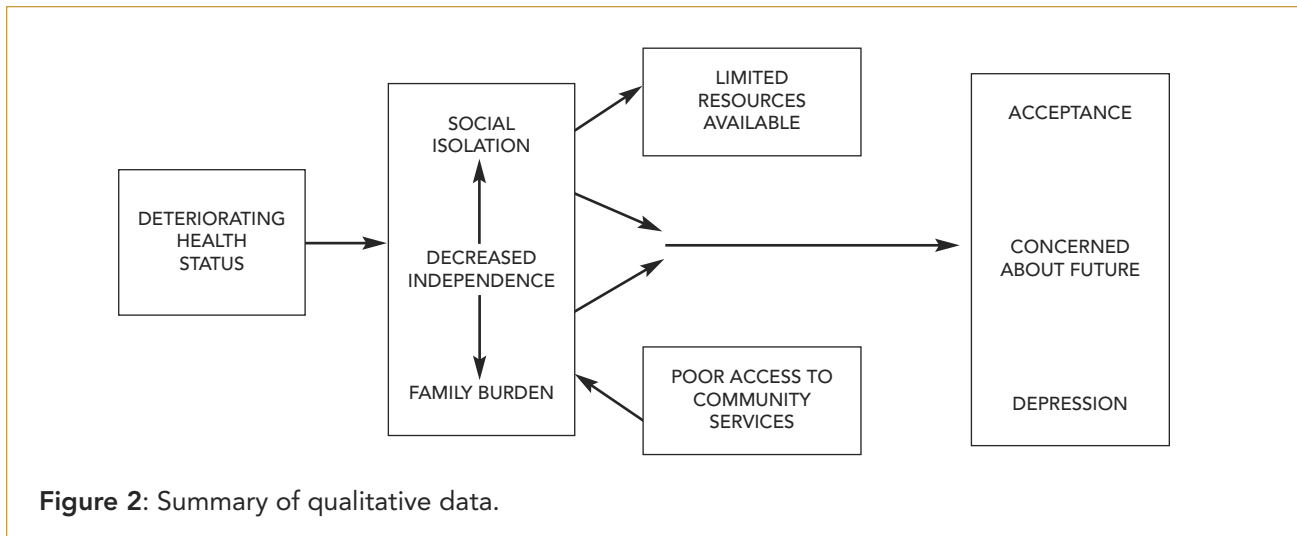 DETERIORATING
HEALTH
STATUS
SOCIAL
ISOLATION
DECREASED
INDEPENDENCE
FAMILY BURDEN
LIMITED
RESOURCES
AVAILABLE
POOR ACCESS TO
COMMUNITY
SERVICES
ACCEPTANCE
CONCERNED
ABOUT FUTURE
DEPRESSION
Figure 2: Summary of qualitative data.